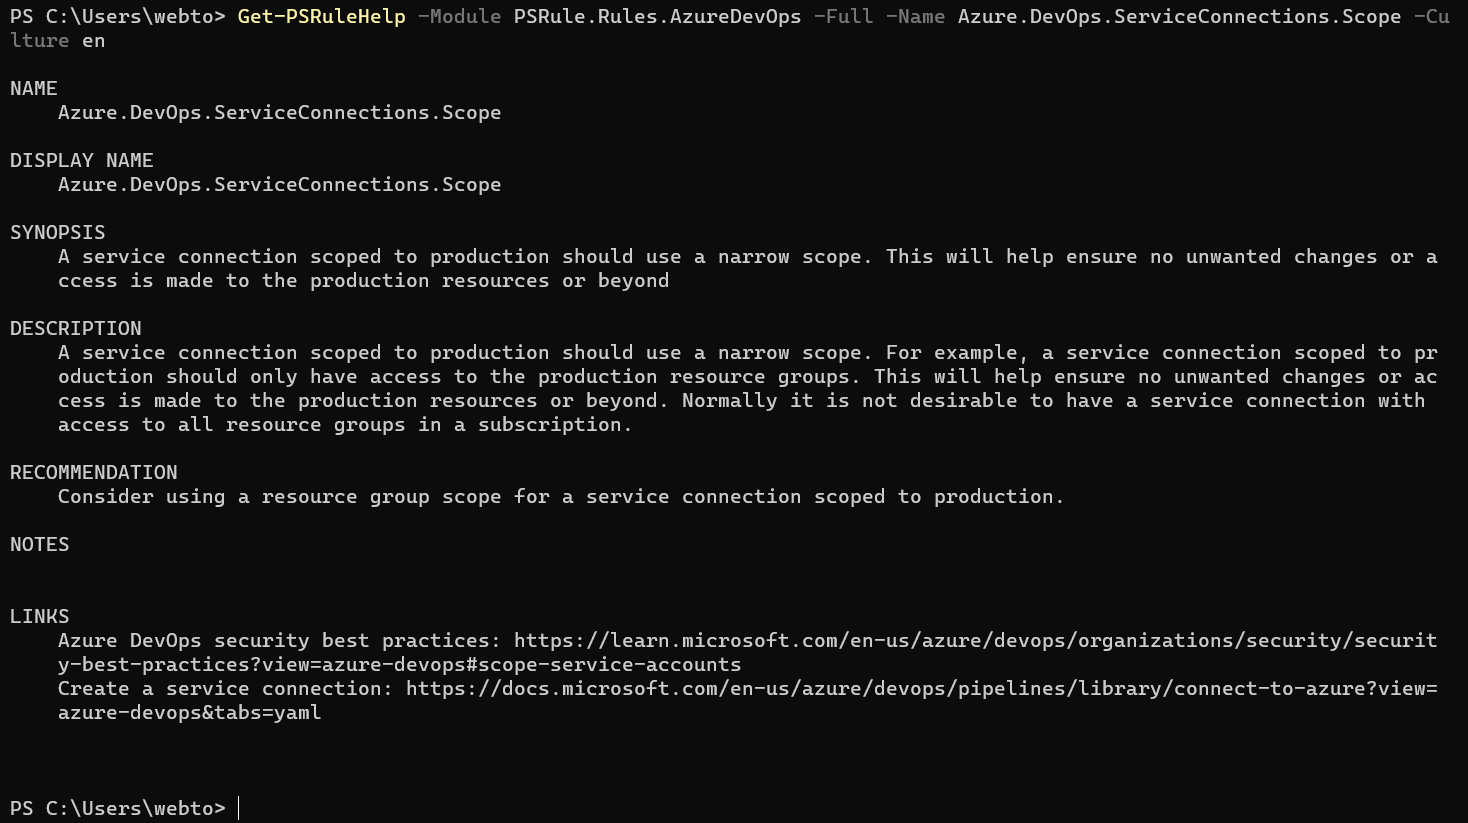 PS C:\Users\webto> Get-PSRuleHelp -Module PSRule.Rules.AzureDevOps -Full -Name Azure.DevOps.ServiceConnections.Scope -Cu
lture en
NAME
Azure.DevOps.ServiceConnections.Scope
DISPLAY NAME
Azure.DevOps.ServiceConnections.Scope
SYNOPSIS
A service connection scoped to production should use a narrow scope. This will help ensure no unwanted changes or a
ccess is made to the production resources or beyond
DESCRIPTION
A service connection scoped to production should use a narrow scope. For example, a service connection scoped to pr
oduction should only have access to the production resource groups. This will help ensure no unwanted changes or ac
cess is made to the production resources or beyond. Normally it is not desirable to have a service connection with
access to all resource groups in a subscription.
RECOMMENDATION
Consider using a resource group scope for a service connection scoped to production.
NOTES
LINKS
Azure DevOps security best practices: https://learn.microsoft.com/en-us/azure/devops/organizations/security/securit
y-best-practices?view=azure-devops#scope-service-accounts
Create a service connection: https://docs.microsoft.com/en-us/azure/devops/pipelines/library/connect-to-azure?view=
azure-devops&tabs=yaml
PS C:\Users\webto>